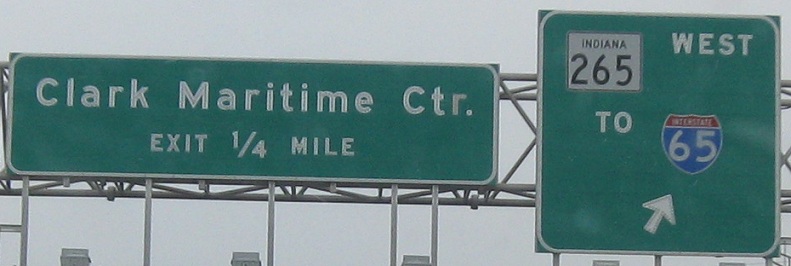 Clark Maritime Ctr.
EXIT 1/4 MILE
INDIANA
265
WEST
TO
INTERSTATE
65